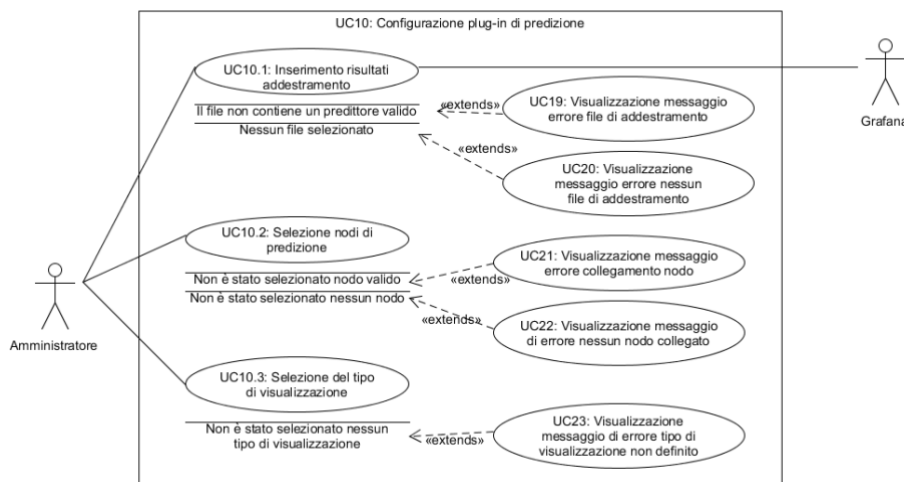 UC10: Configurazione plug-in di predizione
UC10.1: Inserimento risultati
addestramento
Il file non contiene un predittore valido
Nessun file selezionato
«extends»
UC19: Visualizzazione messaggio
errore file di addestramento
Grafana
«extends»
UC20: Visualizzazione
messaggio errore nessun
file di addestramento
UC10.2: Selezione nodi di
predizione
Non è stato selezionato nodo valido
Non è stato selezionato nessun nodo
«extends»
UC21: Visualizzazione messaggio
errore collegamento nodo
«extends»
UC22: Visualizzazione messaggio
di errore nessun nodo collegato
Amministratore
UC10.3: Selezione del tipo
di visualizzazione
Non è stato selezionato nessun
tipo di visualizzazione
«extends»
UC23: Visualizzazione
messaggio di errore tipo di
visualizzazione non definito